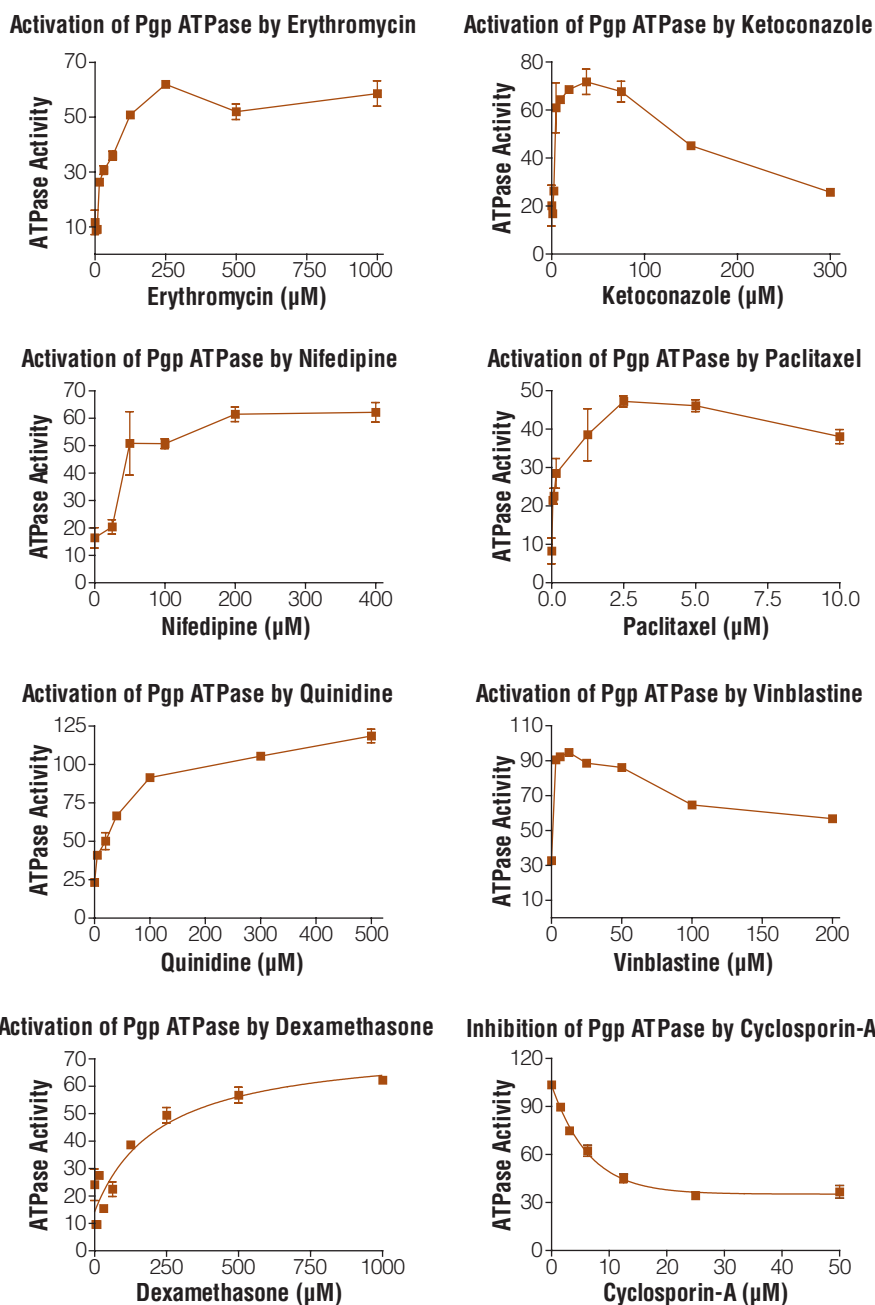 Activation of Pgp ATPase by Erythromycin
70
50
30
10
ATPase Activity
0 250 500 750 1000
Erythromycin (µM)
Activation of Pgp ATPase by Ketoconazole
80
60
40
20
0
ATPase Activity
0 100 200 300
Ketoconazole (µM)
Activation of Pgp ATPase by Nifedipine
70
60
50
40
30
20
10
0
ATPase Activity
0 100 200 300 400
Nifedipine (µM)
Activation of Pgp ATPase by Paclitaxel
50
40
30
20
10
0
ATPase Activity
0.0 2.5 5.0 7.5 10.0
Paclitaxel (µM)
Activation of Pgp ATPase by Quinidine
125
100
75
50
25
0
ATPase Activity
0 100 200 300 400 500
Quinidine (µM)
Activation of Pgp ATPase by Vinblastine
110
90
70
50
30
10
ATPase Activity
0 50 100 150 200
Vinblastine (µM)
Activation of Pgp ATPase by Dexamethasone
70
60
50
40
30
20
10
0
ATPase Activity
0 250 500 750 1000
Dexamethasone (µM)
Inhibition of Pgp ATPase by Cyclosporin-A
120
90
60
30
0
ATPase Activity
0 10 20 30 40 50
Cyclosporin-A (µM)